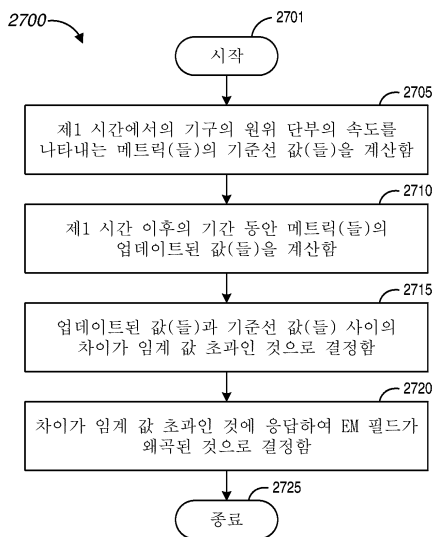 2700
2701
시작
2705
제1 시간에서의 기구의 원위 단부의 속도를
나타내는 메트릭(들)의 기준선 값(들)을 계산함
2710
제1 시간 이후의 기간 동안 메트릭(들)의
업데이트된 값(들)을 계산함
2715
업데이트된 값(들)과 기준선 값(들) 사이의
차이가 임계 값 초과인 것으로 결정함
2720
차이가 임계 값 초과인 것에 응답하여 EM 필드가
왜곡된 것으로 결정함
2725
종료